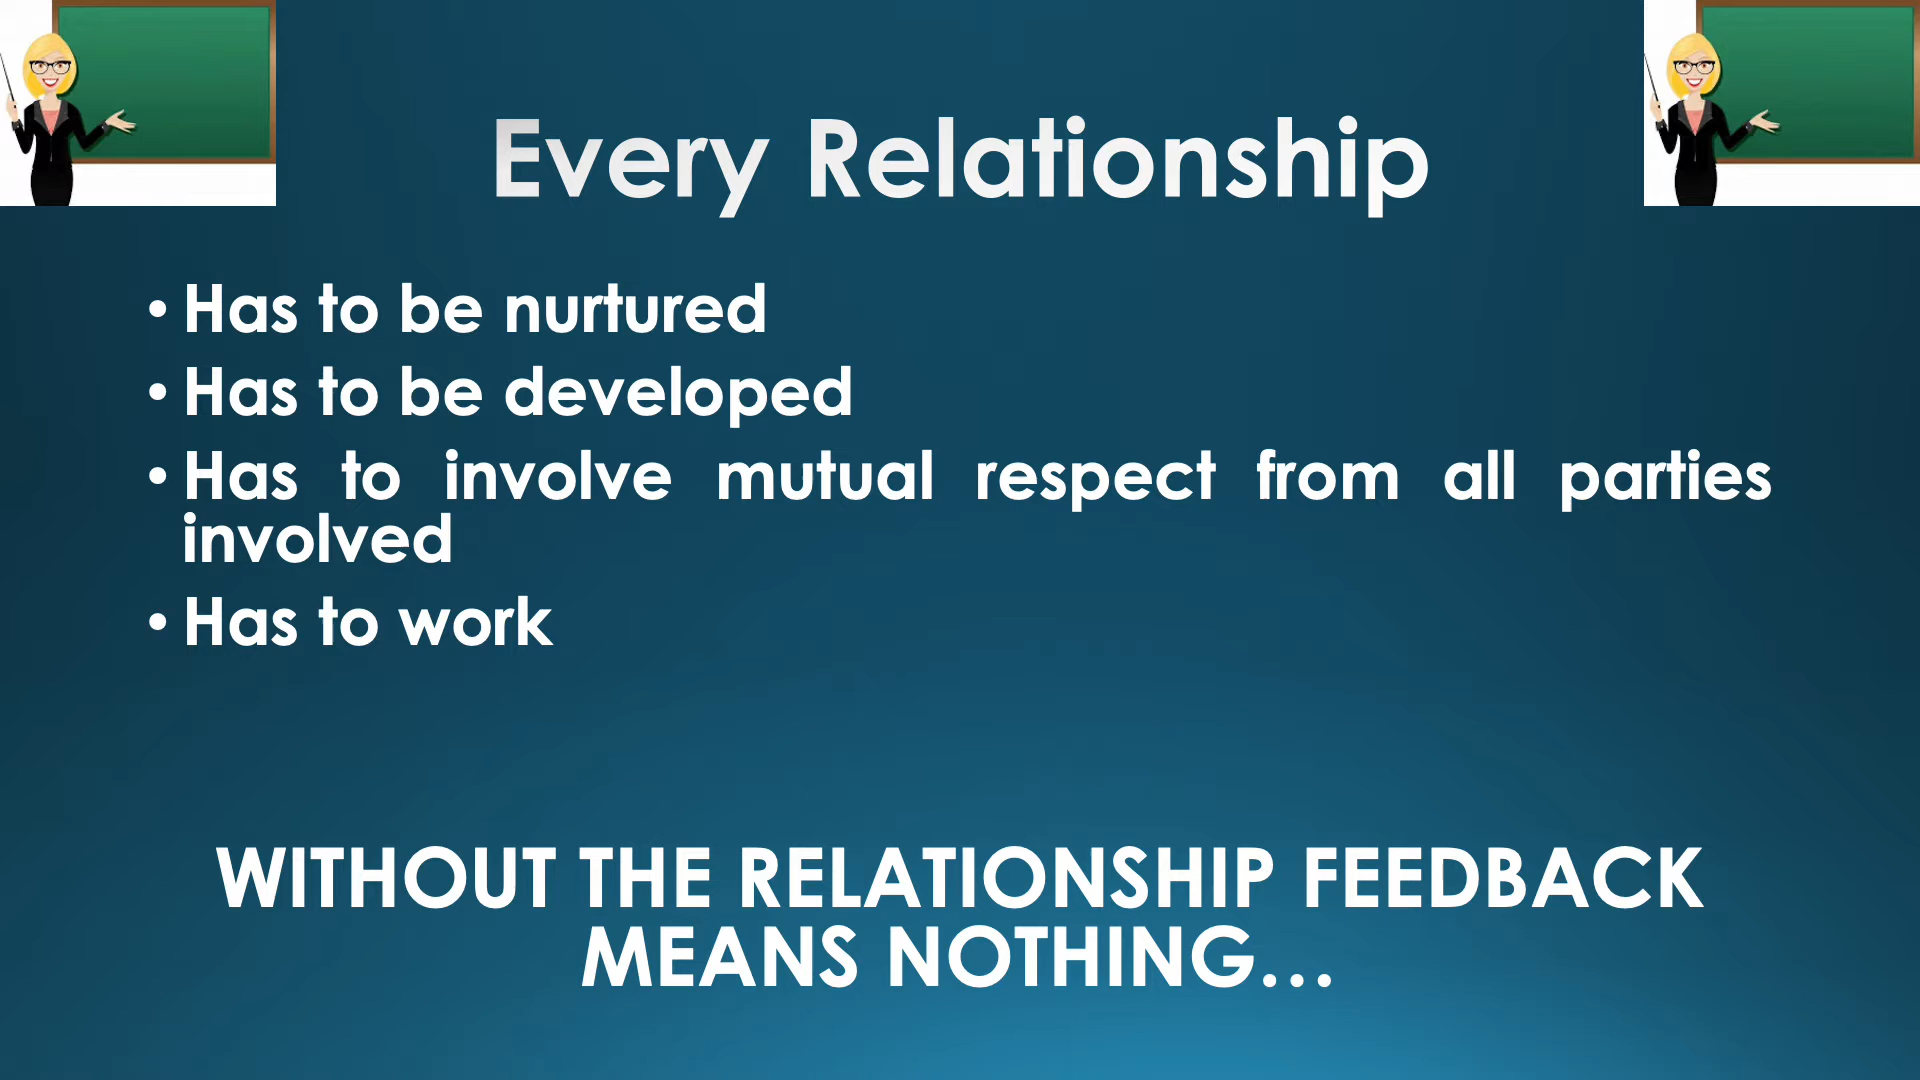 Every Relationship
• Has to be nurtured
• Has to be developed
• Has to involve mutual respect from all parties
involved
• Has to work
WITHOUT THE RELATIONSHIP FEEDBACK
MEANS NOTHING...